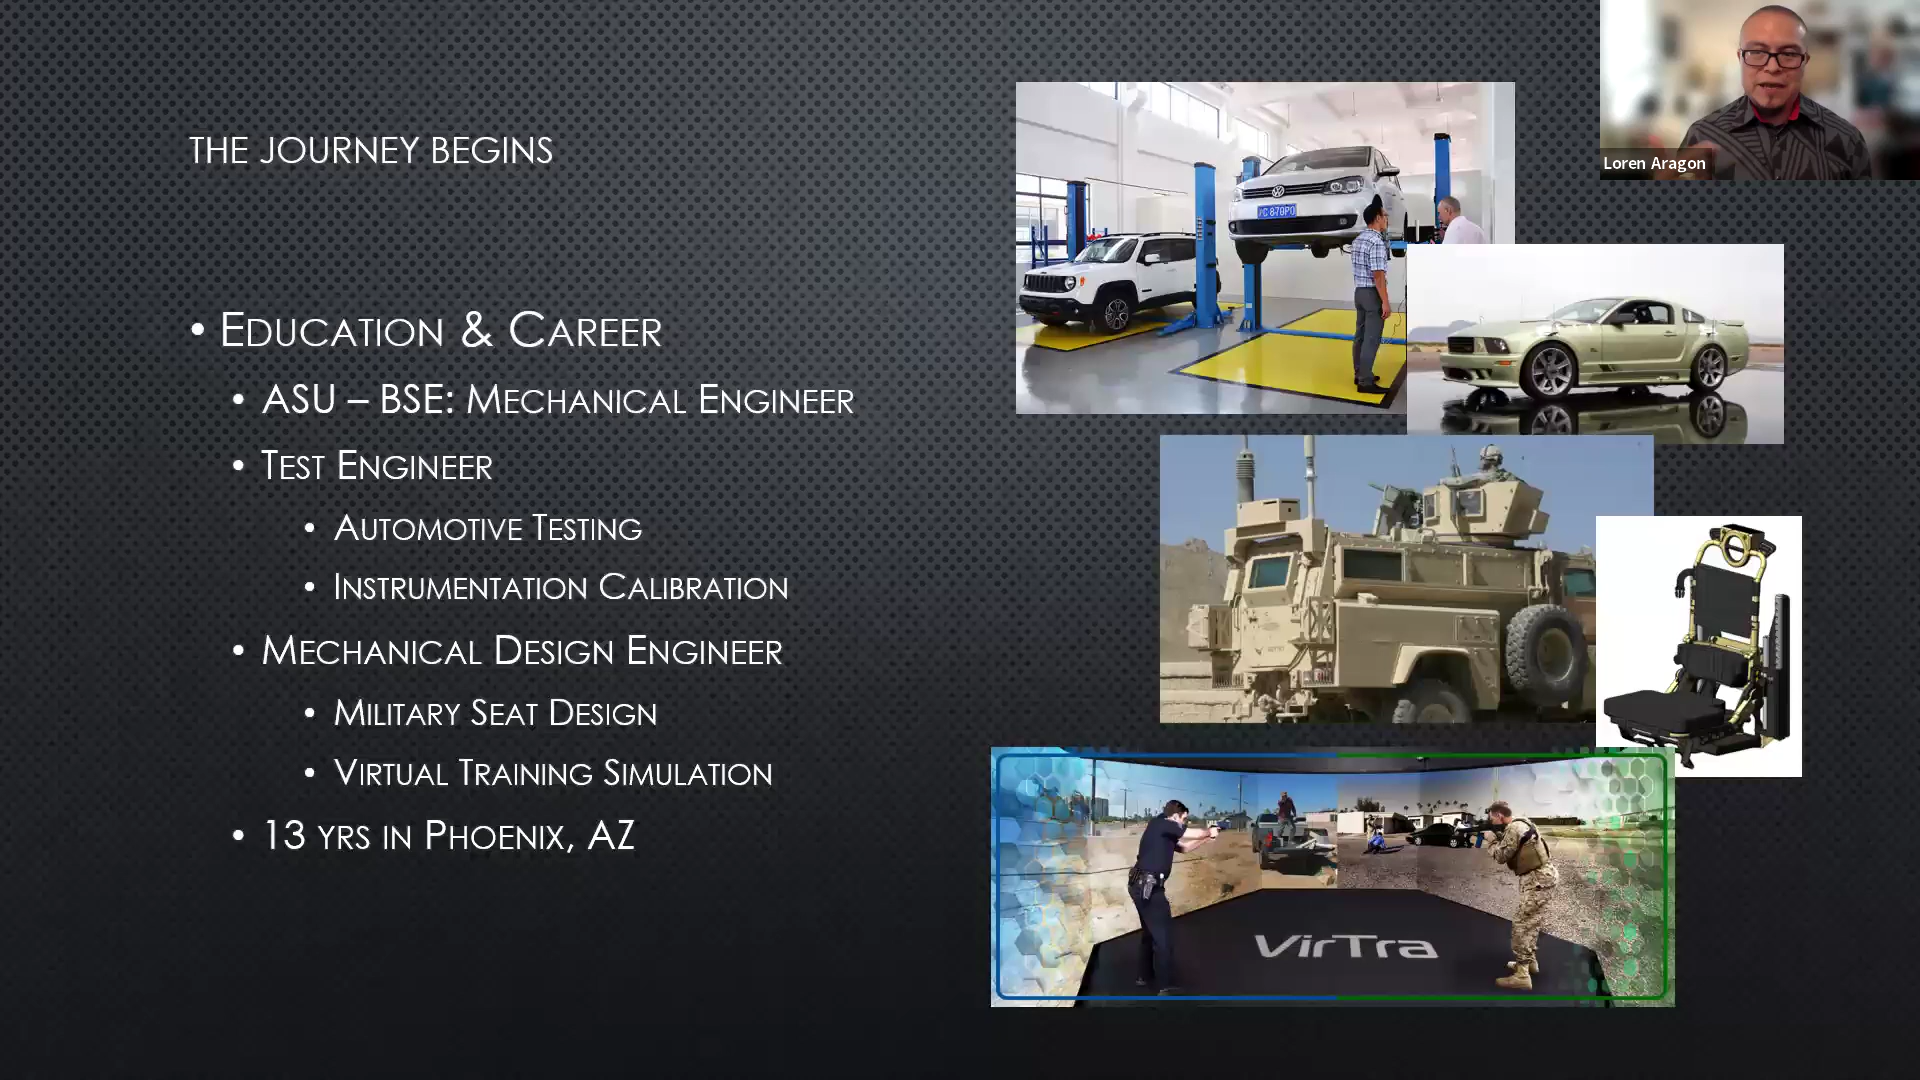 THE JOURNEY BEGINS
• EDUCATION & CAREER
• ASU – BSE: MECHANICAL ENGINEER
• TEST ENGINEER
• AUTOMOTIVE TESTING
• INSTRUMENTATION CALIBRATION
• MECHANICAL DESIGN ENGINEER
• MILITARY SEAT DESIGN
• VIRTUAL TRAINING SIMULATION
• 13 YRS IN PHOENIX, AZ
Loren Aragon
VirTra